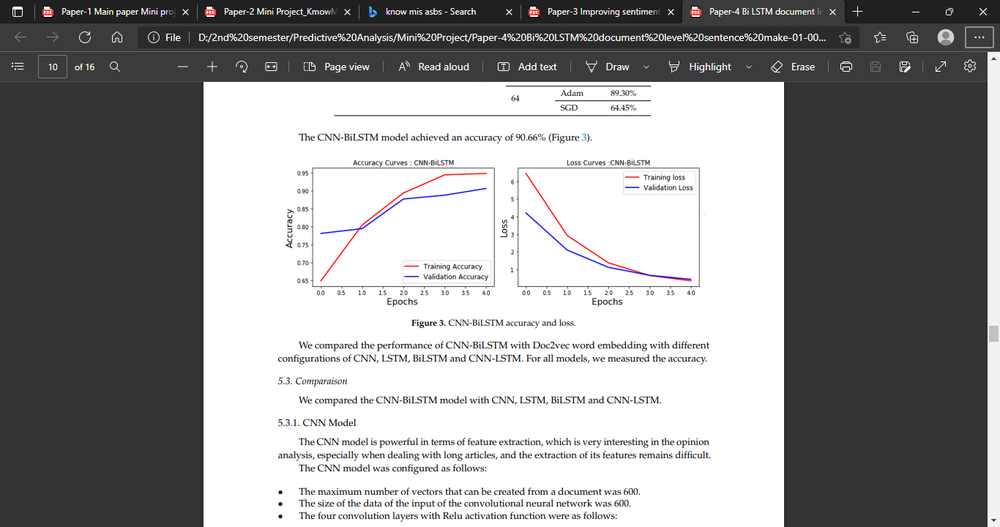 Paper-1 Main paper Mini pro
Paper-2 Mini Project_KmowM
know mis asbs - Search
Paper-3 Improving sentiment
Paper-4 Bi LSTM document le
File
D:/2nd%20semester/Predictive%20Analysis/Mini%20Project/Paper-4%20Bi%20LSTM%20document%20level%20sentence%20make-01-00...
10 of 16
Page view
Read aloud
Add text
Draw
Highlight
Erase
64
Adam 89.30%
SGD 64.45%
The CNN-BiLSTM model achieved an accuracy of 90.66% (Figure 3).
Accuracy Curves : CNN-BiLSTM
0.95
0.90
0.85
0.80
0.75
0.70
0.65
Accuracy
Training Accuracy
Validation Accuracy
0.0 0.5 1.0 1.5 2.0 2.5 3.0 3.5 4.0
Epochs
Loss Curves :CNN-BiLSTM
6
5
4
3
2
1
Loss
Training loss
Validation Loss
0.0 0.5 1.0 1.5 2.0 2.5 3.0 3.5 4.0
Epochs
Figure 3. CNN-BiLSTM accuracy and loss.
We compared the performance of CNN-BiLSTM with Doc2vec word embedding with different
configurations of CNN, LSTM, BiLSTM and CNN-LSTM. For all models, we measured the accuracy.
5.3. Comparaison
We compared the CNN-BiLSTM model with CNN, LSTM, BiLSTM and CNN-LSTM.
5.3.1. CNN Model
The CNN model is powerful in terms of feature extraction, which is very interesting in the opinion
analysis, especially when dealing with long articles, and the extraction of its features remains difficult.
The CNN model was configured as follows:
• The maximum number of vectors that can be created from a document was 600.
• The size of the data of the input of the convolutional neural network was 600.
• The four convolution layers with Relu activation function were as follows: